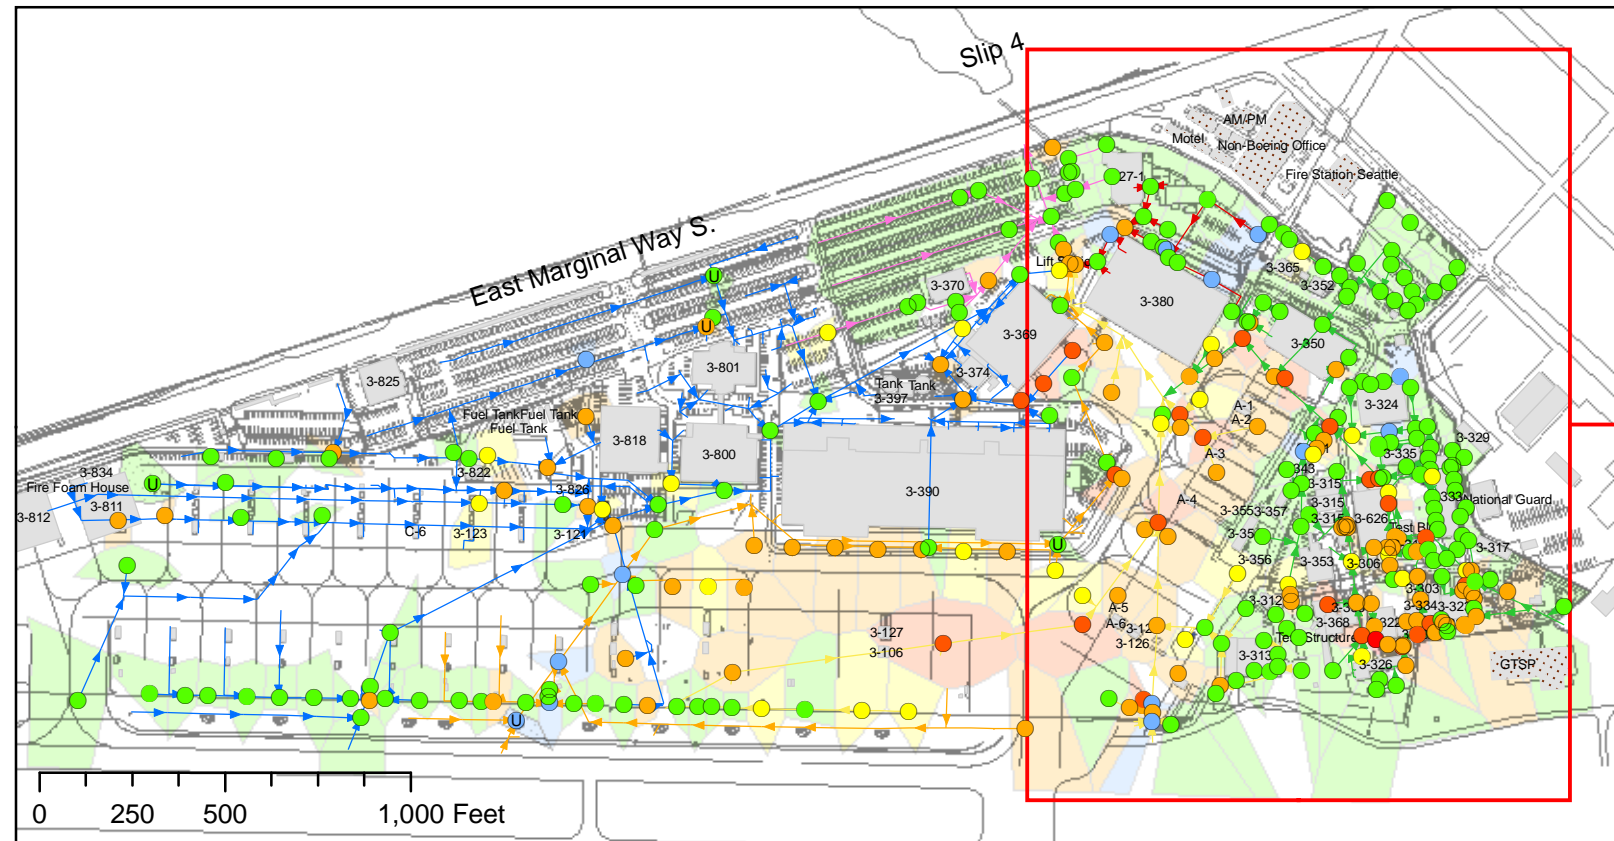 Slip 4
AM/PM
Motel
Non-Boeing Office
Fire Station Seattle
27-1
East Marginal Way S.
3-365
3-352
3-370
3-380
3-369
3-350
3-374
3-801
3-825
Tank Tank
3-397
3-324
Fuel Tank Fuel Tank
Fuel Tank
A-1
A-2
3-818
3-800
3-329
3-335
A-3
3-822
3-834
Fire Foam House
3-811
3-812
3-826
3-390
3-315
3-315
A-4
National Guard
C-6
3-123
3-121
3-355
3-357
3-626
3-317
3-356
3-353
3-306
3-303
3-312
A-5
A-6
3-126
3-127
3-106
3-334
3-368
3-313
3-326
GTSP
U
U
U
U
U
0 250 500 1,000 Feet